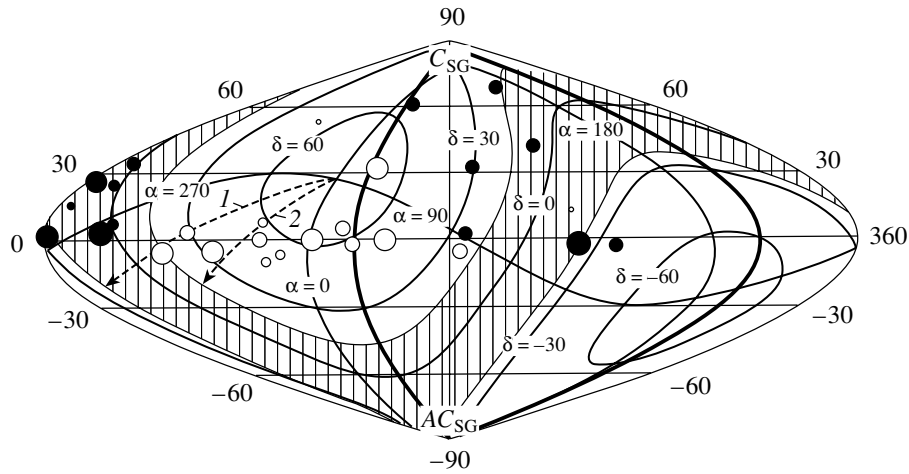 90
C_SG
60
60
δ = 60
δ = 30
α = 180
30
30
α = 270
1
2
α = 90
δ = 0
0
360
α = 0
δ = −60
−30
−30
δ = −30
−60
−60
AC_SG
−90